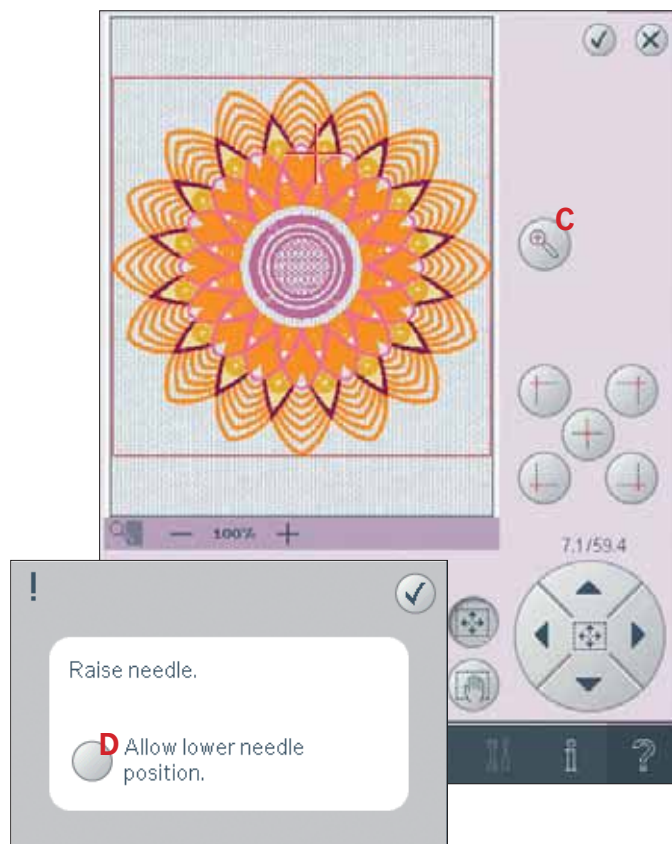 C
100%
7.1/59.4
!
Raise needle.
D Allow lower needle
position.
i
?